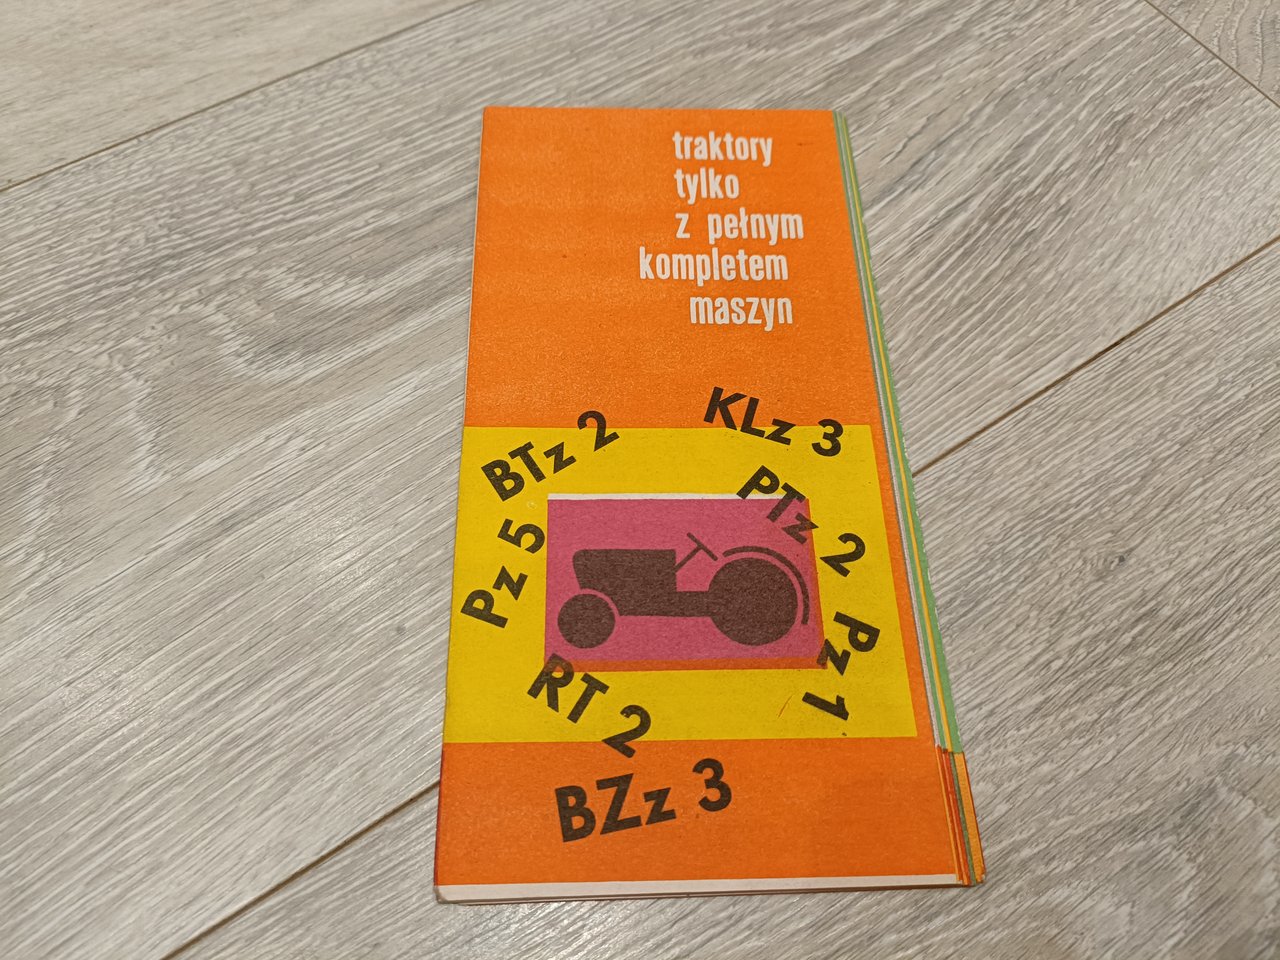 traktory
tylko
z pełnym
kompletem
maszyn
KLz 3
BTz 2
PTz 2
Pz 5
Pz 1
RT 2
BZz 3